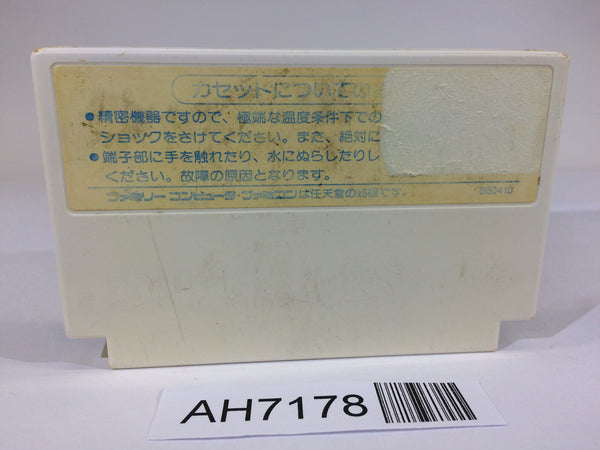 カセットについての
●精密機器ですので、極端な温度条件下での
ショックをさけてください。また、絶対に
●端子部に手を触れたり、水にぬらしたりし
ください。故障の原因となります。
ファミリー コンピュータ・ファミコンは任天堂の商標です。
850410
AH7178